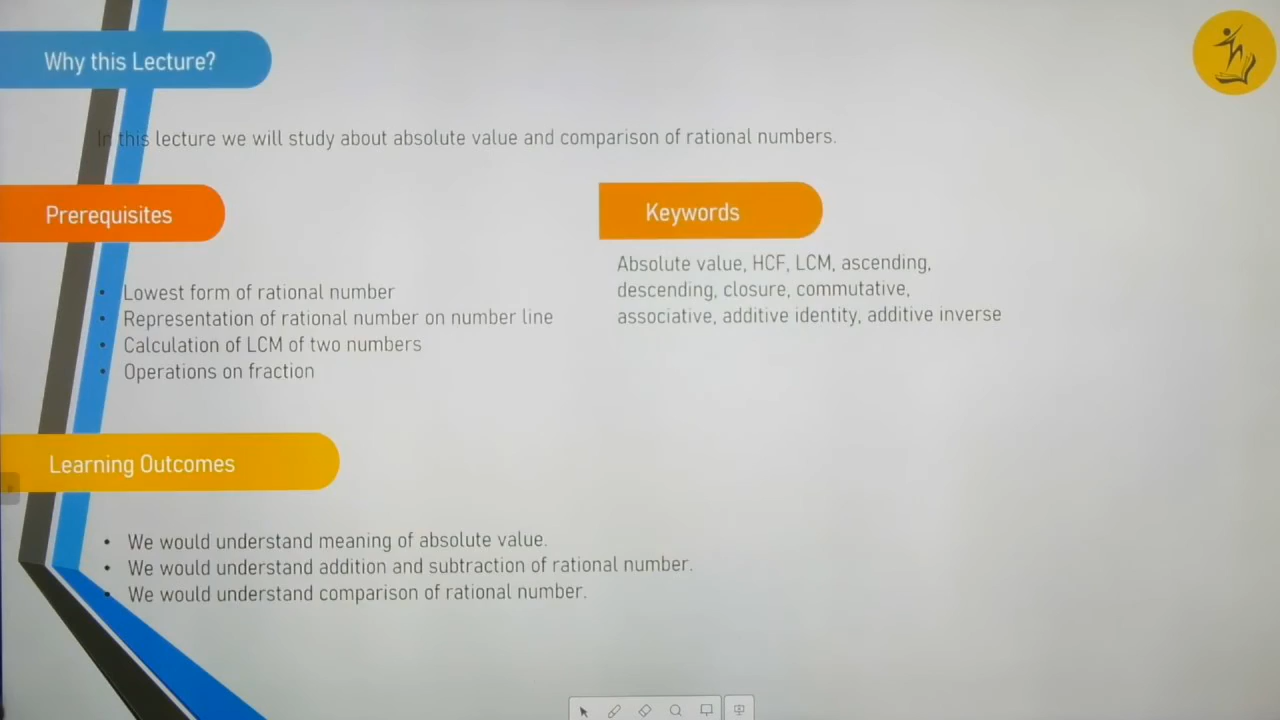 Why this Lecture?
In this lecture we will study about absolute value and comparison of rational numbers.
Prerequisites
• Lowest form of rational number
• Representation of rational number on number line
• Calculation of LCM of two numbers
• Operations on fraction
Keywords
Absolute value, HCF, LCM, ascending,
descending, closure, commutative,
associative, additive identity, additive inverse
Learning Outcomes
• We would understand meaning of absolute value.
• We would understand addition and subtraction of rational number.
• We would understand comparison of rational number.